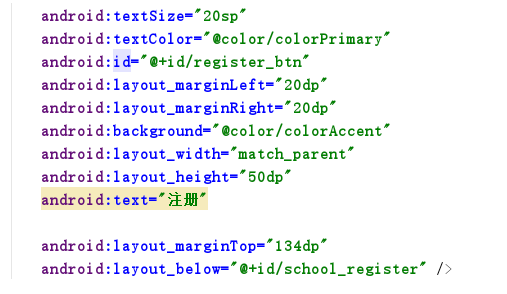 android:textSize="20sp"
android:textColor="@color/colorPrimary"
android:id="@+id/register_btn"
android:layout_marginLeft="20dp"
android:layout_marginRight="20dp"
android:background="@color/colorAccent"
android:layout_width="match_parent"
android:layout_height="50dp"
android:text="注册"
android:layout_marginTop="134dp"
android:layout_below="@+id/school_register" />